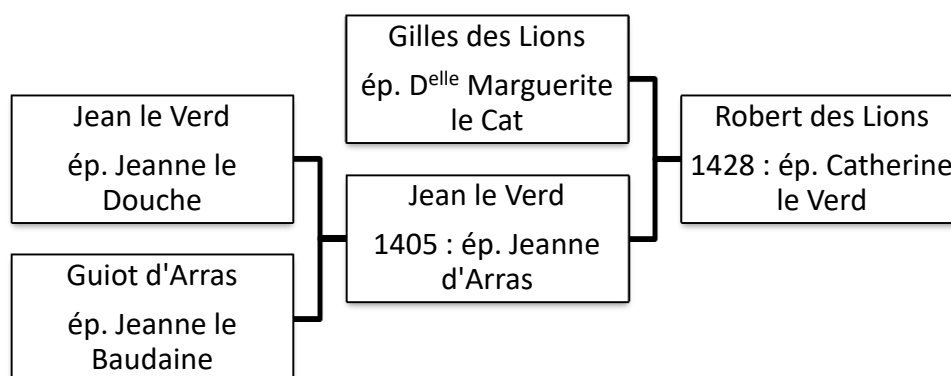 Jean le Verd
ép. Jeanne le
Douche
Guiot d'Arras
ép. Jeanne le
Baudaine
Gilles des Lions
ép. Dᵉˡˡᵉ Marguerite
le Cat
Jean le Verd
1405 : ép. Jeanne
d'Arras
Robert des Lions
1428 : ép. Catherine
le Verd